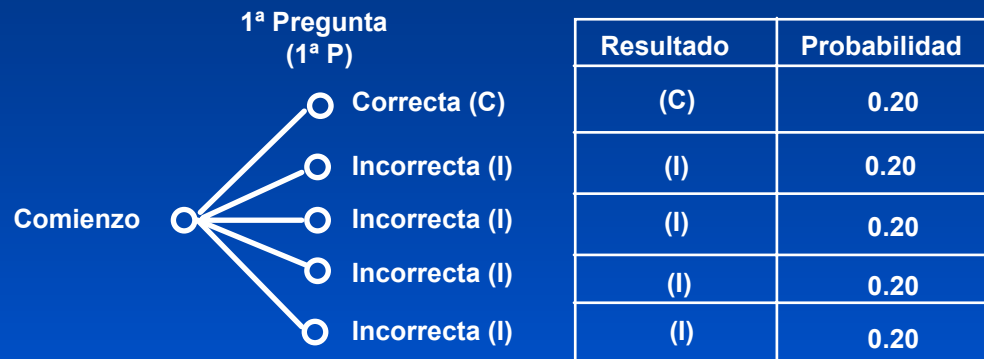 1ª Pregunta
(1ª P)
Correcta (C)
Incorrecta (I)
Comienzo
Incorrecta (I)
Incorrecta (I)
Incorrecta (I)
Resultado Probabilidad
(C) 0.20
(I) 0.20
(I) 0.20
(I) 0.20
(I) 0.20